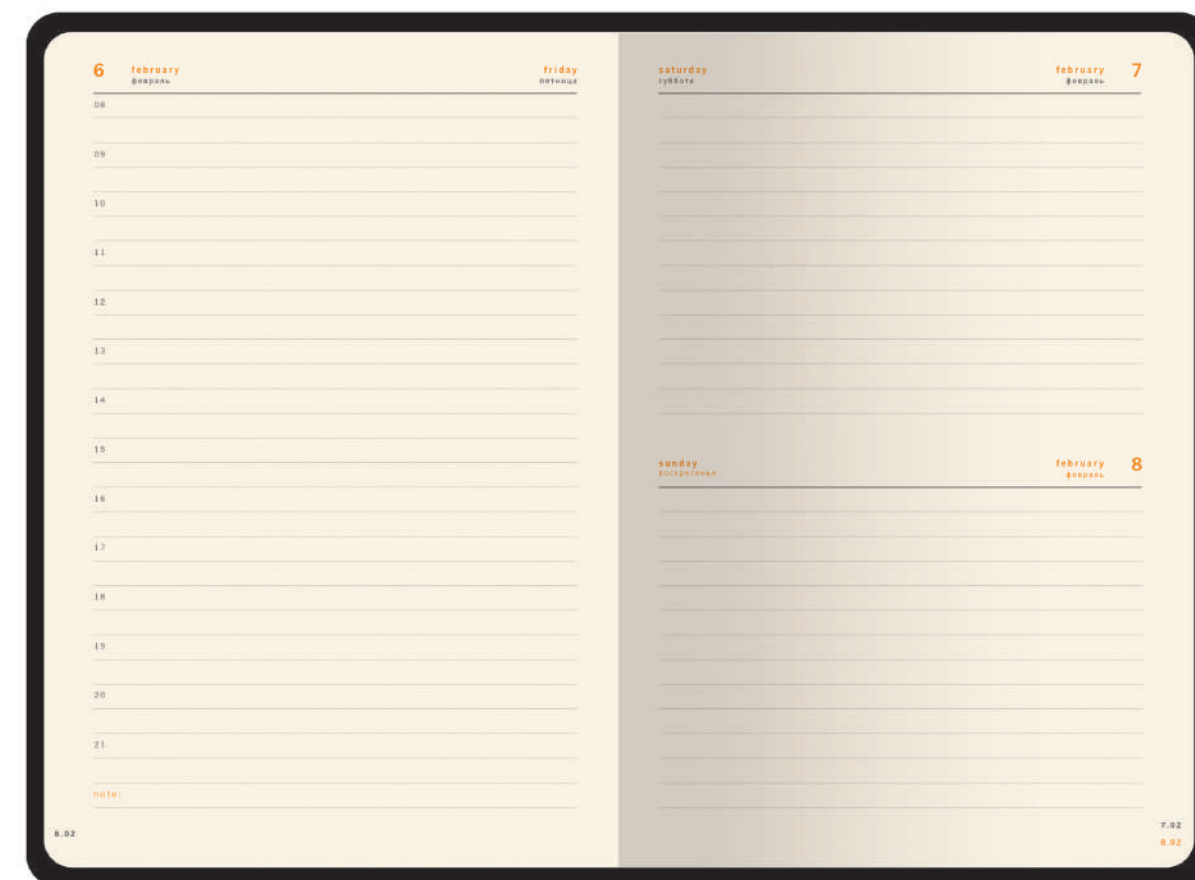 6 february friday
февраль пятница
08
09
10
11
12
13
14
15
16
17
18
19
20
21
note:
6.02
saturday february 7
суббота февраль
sunday february 8
воскресенье февраль
7.02
8.02